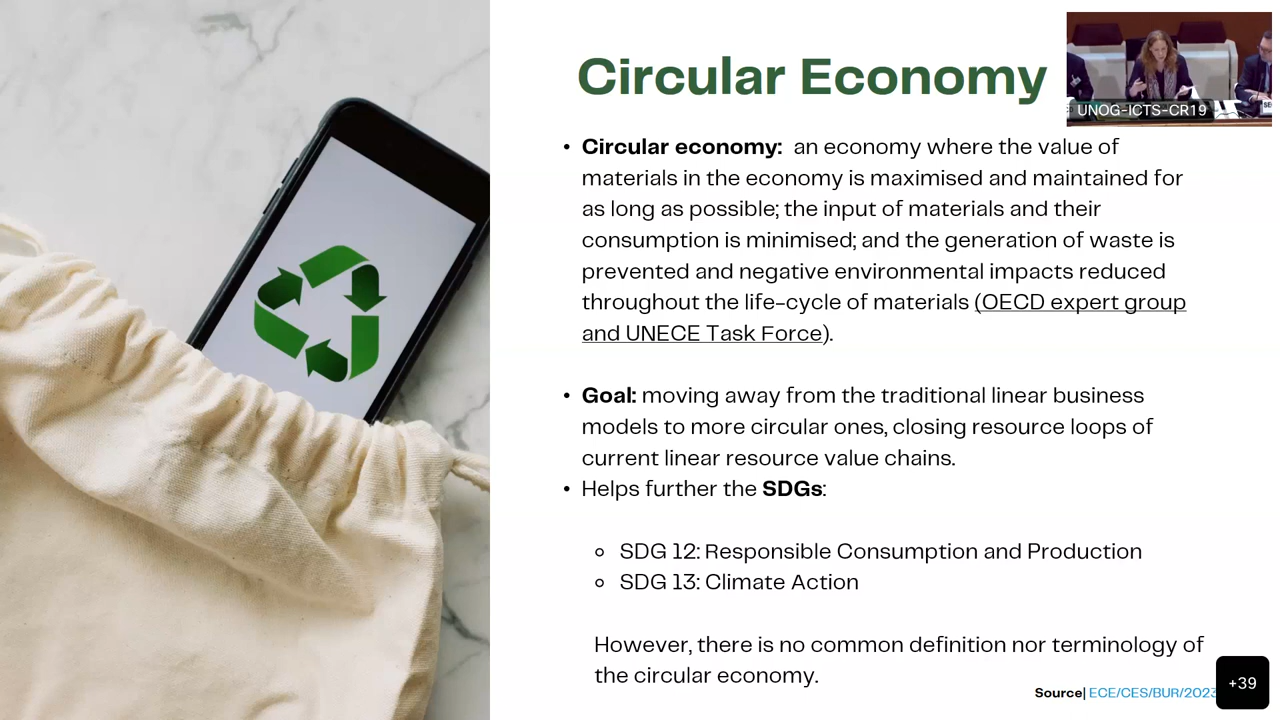 Circular Economy
UNOG-ICTS-CR19
• Circular economy: an economy where the value of
materials in the economy is maximised and maintained for
as long as possible; the input of materials and their
consumption is minimised; and the generation of waste is
prevented and negative environmental impacts reduced
throughout the life-cycle of materials (OECD expert group
and UNECE Task Force).
• Goal: moving away from the traditional linear business
models to more circular ones, closing resource loops of
current linear resource value chains.
• Helps further the SDGs:
◦ SDG 12: Responsible Consumption and Production
◦ SDG 13: Climate Action
However, there is no common definition nor terminology of
the circular economy.
Source| ECE/CES/BUR/2023
+39